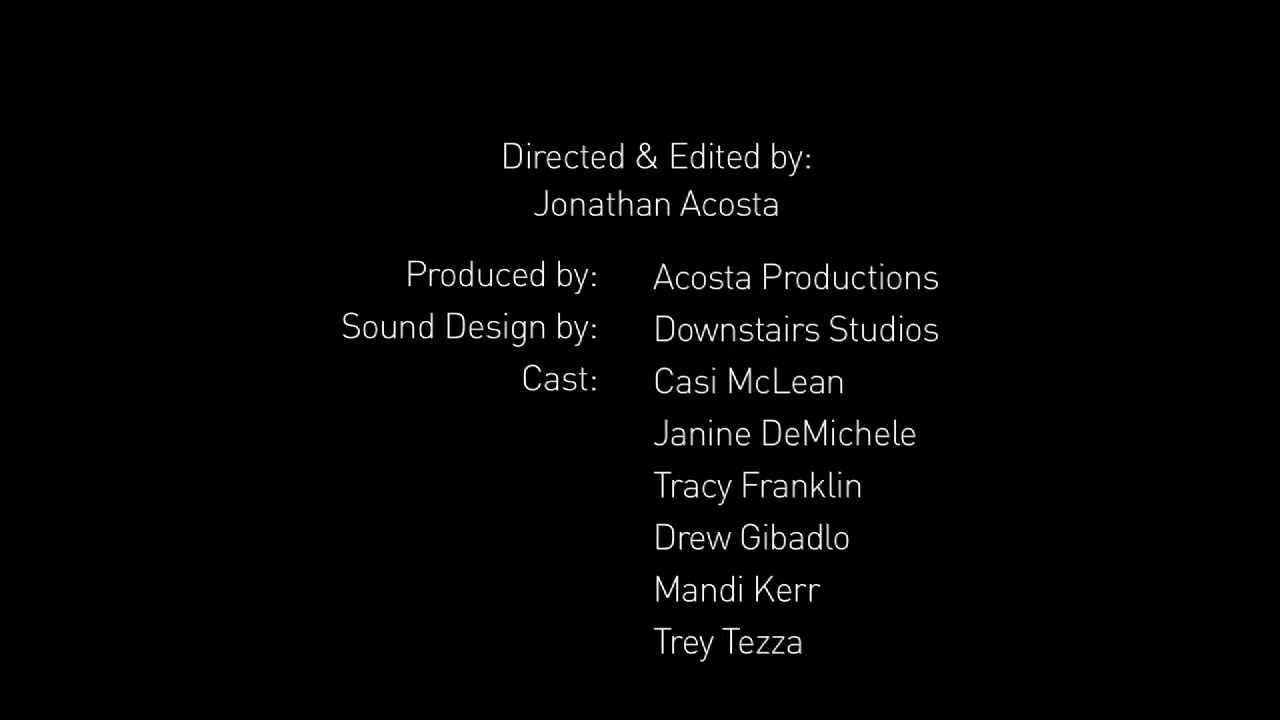 Directed & Edited by:
Jonathan Acosta
Produced by: Acosta Productions
Sound Design by: Downstairs Studios
Cast: Casi McLean
Janine DeMichele
Tracy Franklin
Drew Gibadlo
Mandi Kerr
Trey Tezza